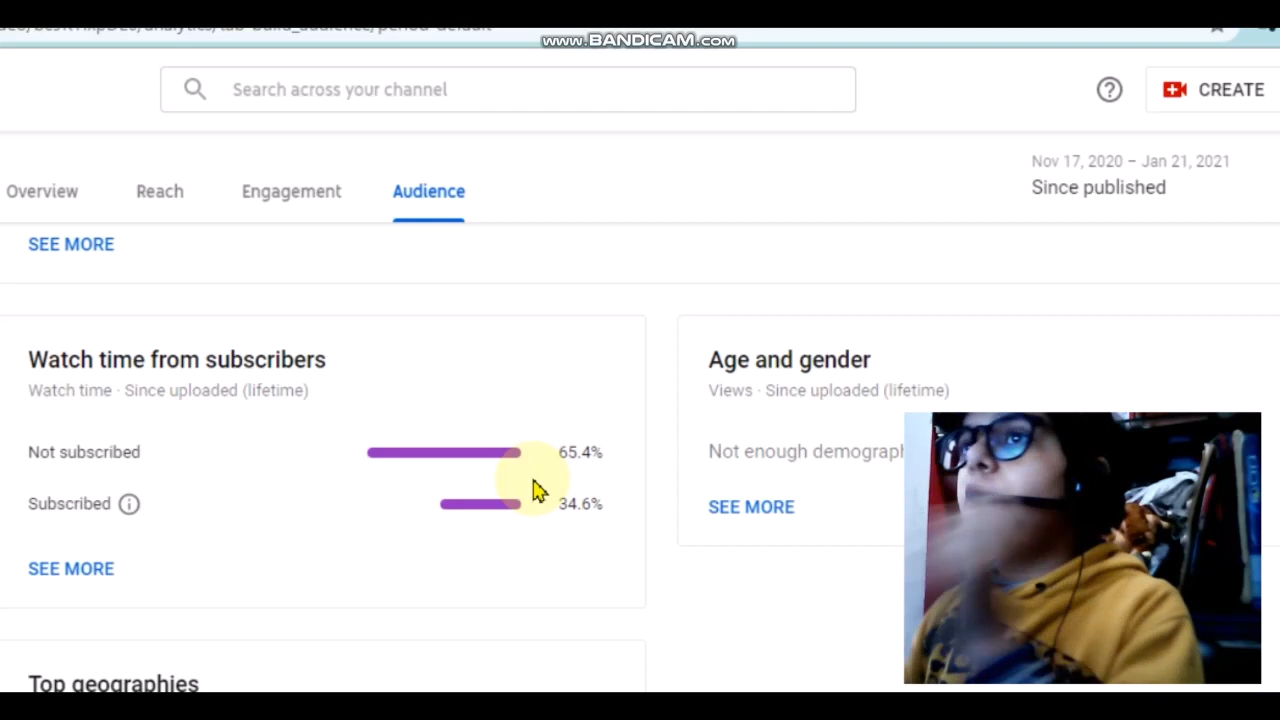 www.BANDICAM.com
Search across your channel
CREATE
Nov 17, 2020 – Jan 21, 2021
Since published
Overview
Reach
Engagement
Audience
SEE MORE
Watch time from subscribers
Watch time · Since uploaded (lifetime)
Not subscribed 65.4%
Subscribed 34.6%
SEE MORE
Age and gender
Views · Since uploaded (lifetime)
Not enough demograph
SEE MORE
Top geographies